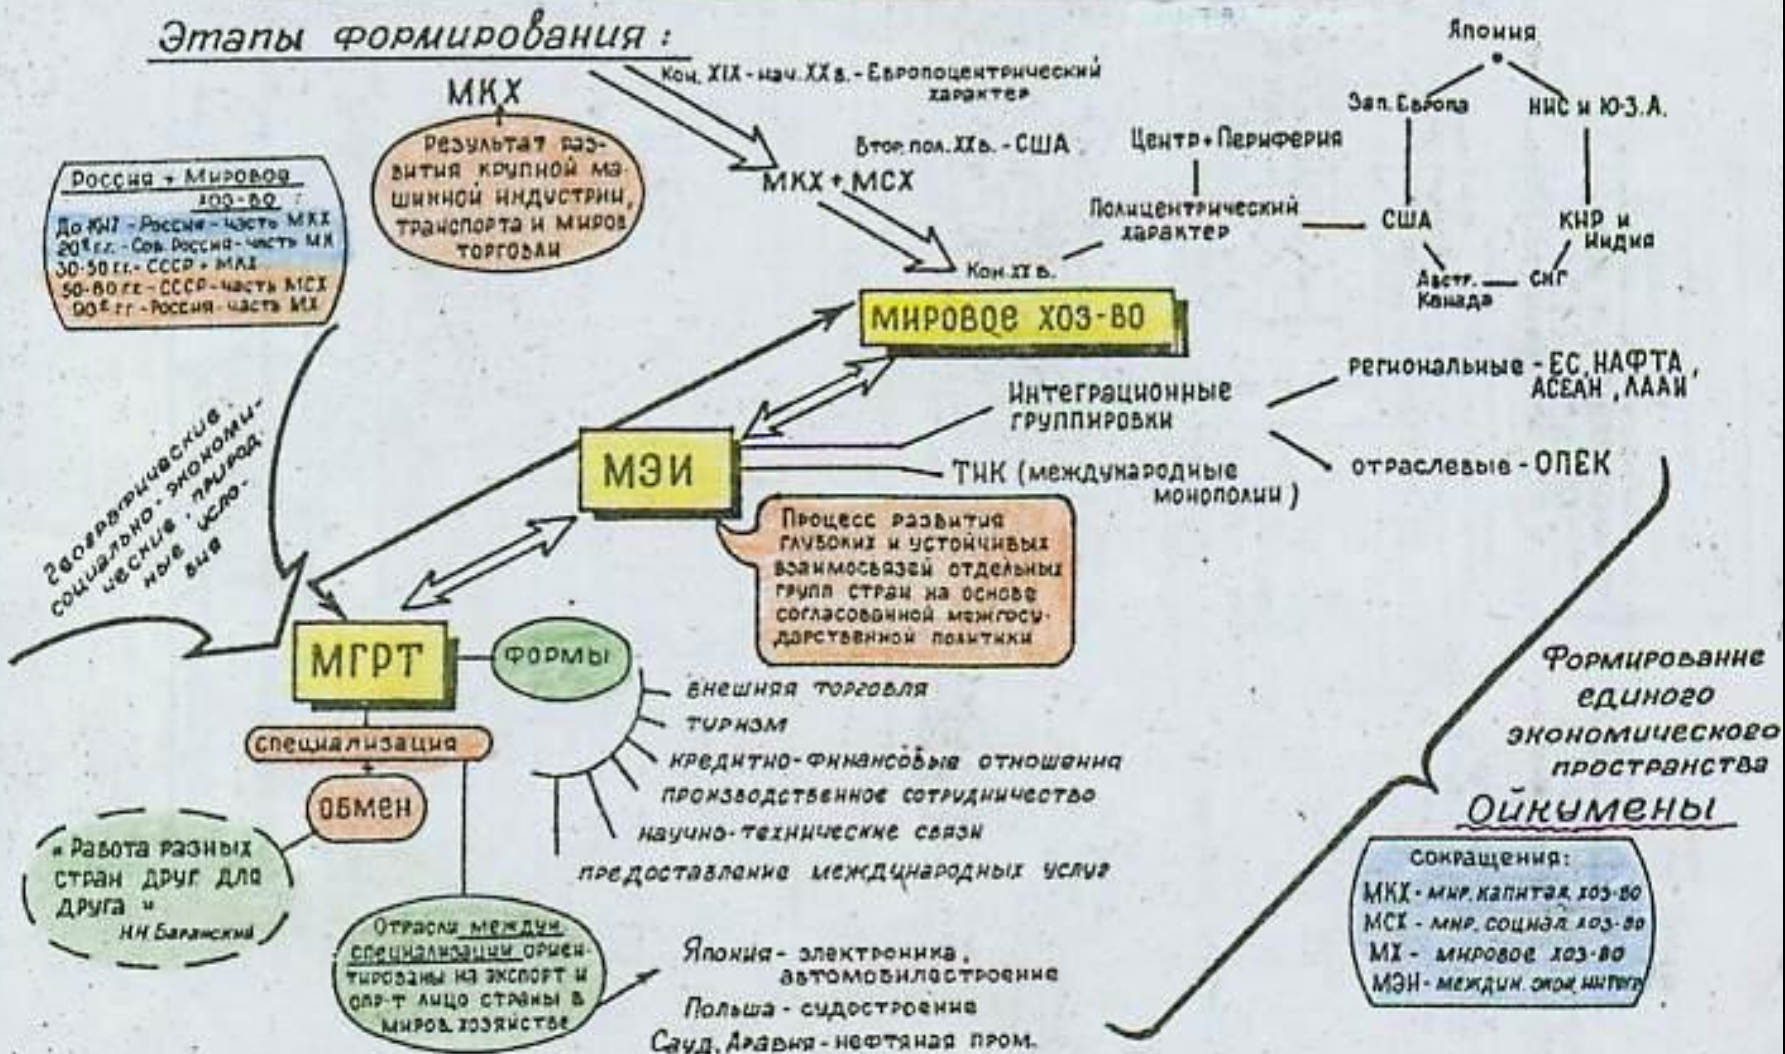 Этапы формирования:
Кон. XIX - нач. XX в. - Европоцентрический
характер
МКХ
Результат раз-
вития крупной ма-
шинной индустрии,
транспорта и миров.
торговли
Втор. пол. XX в. - США
МКХ + МСХ
Кон. XX в.
Центр + Периферия
Полицентрический
характер
Япония
Зап. Европа
НИС и Ю-З.А.
США
КНР и
Индия
Австр.
Канада
СНГ
Россия + Мировое
хоз-во:
До 1917 - Россия - часть МКХ
20е г.г. - Сов. Россия - часть МХ
30-50 гг. - СССР +
50-80 гг. - СССР - часть МСХ
90е гг - Россия - часть МХ
МИРОВОЕ ХОЗ-ВО
Интеграционные
группировки
региональные - ЕС, НАФТА,
АСЕАН, ЛААИ
отраслевые - ОПЕК
ТНК (международные
монополии)
МЭИ
Процесс развития
глубоких и устойчивых
взаимосвязей отдельных
групп стран на основе
согласованной межгосу-
дарственной политики
географические
социально-экономи-
ческие, природ
ные усло-
вия
МГРТ
ФОРМЫ
внешняя торговля
туризм
кредитно-финансовые отношения
производственное сотрудничество
научно-технические связи
предоставление международных услуг
специализация
+
ОБМЕН
"Работа разных
стран друг для
друга"
Н.Н. Баранский
Отрасли междун.
специализации ориен-
тированы на экспорт и
опр-т лицо страны в
миров. хозяйстве
Япония - электроника,
автомобилестроение
Польша - судостроение
Сауд. Аравия - нефтяная пром.
Формирование
единого
экономического
пространства
Ойкумены
сокращения:
МКХ - мир. капитал. хоз-во
МСХ - мир. социал. хоз-во
МХ - мировое хоз-во
МЭИ - междун. экон. интегр